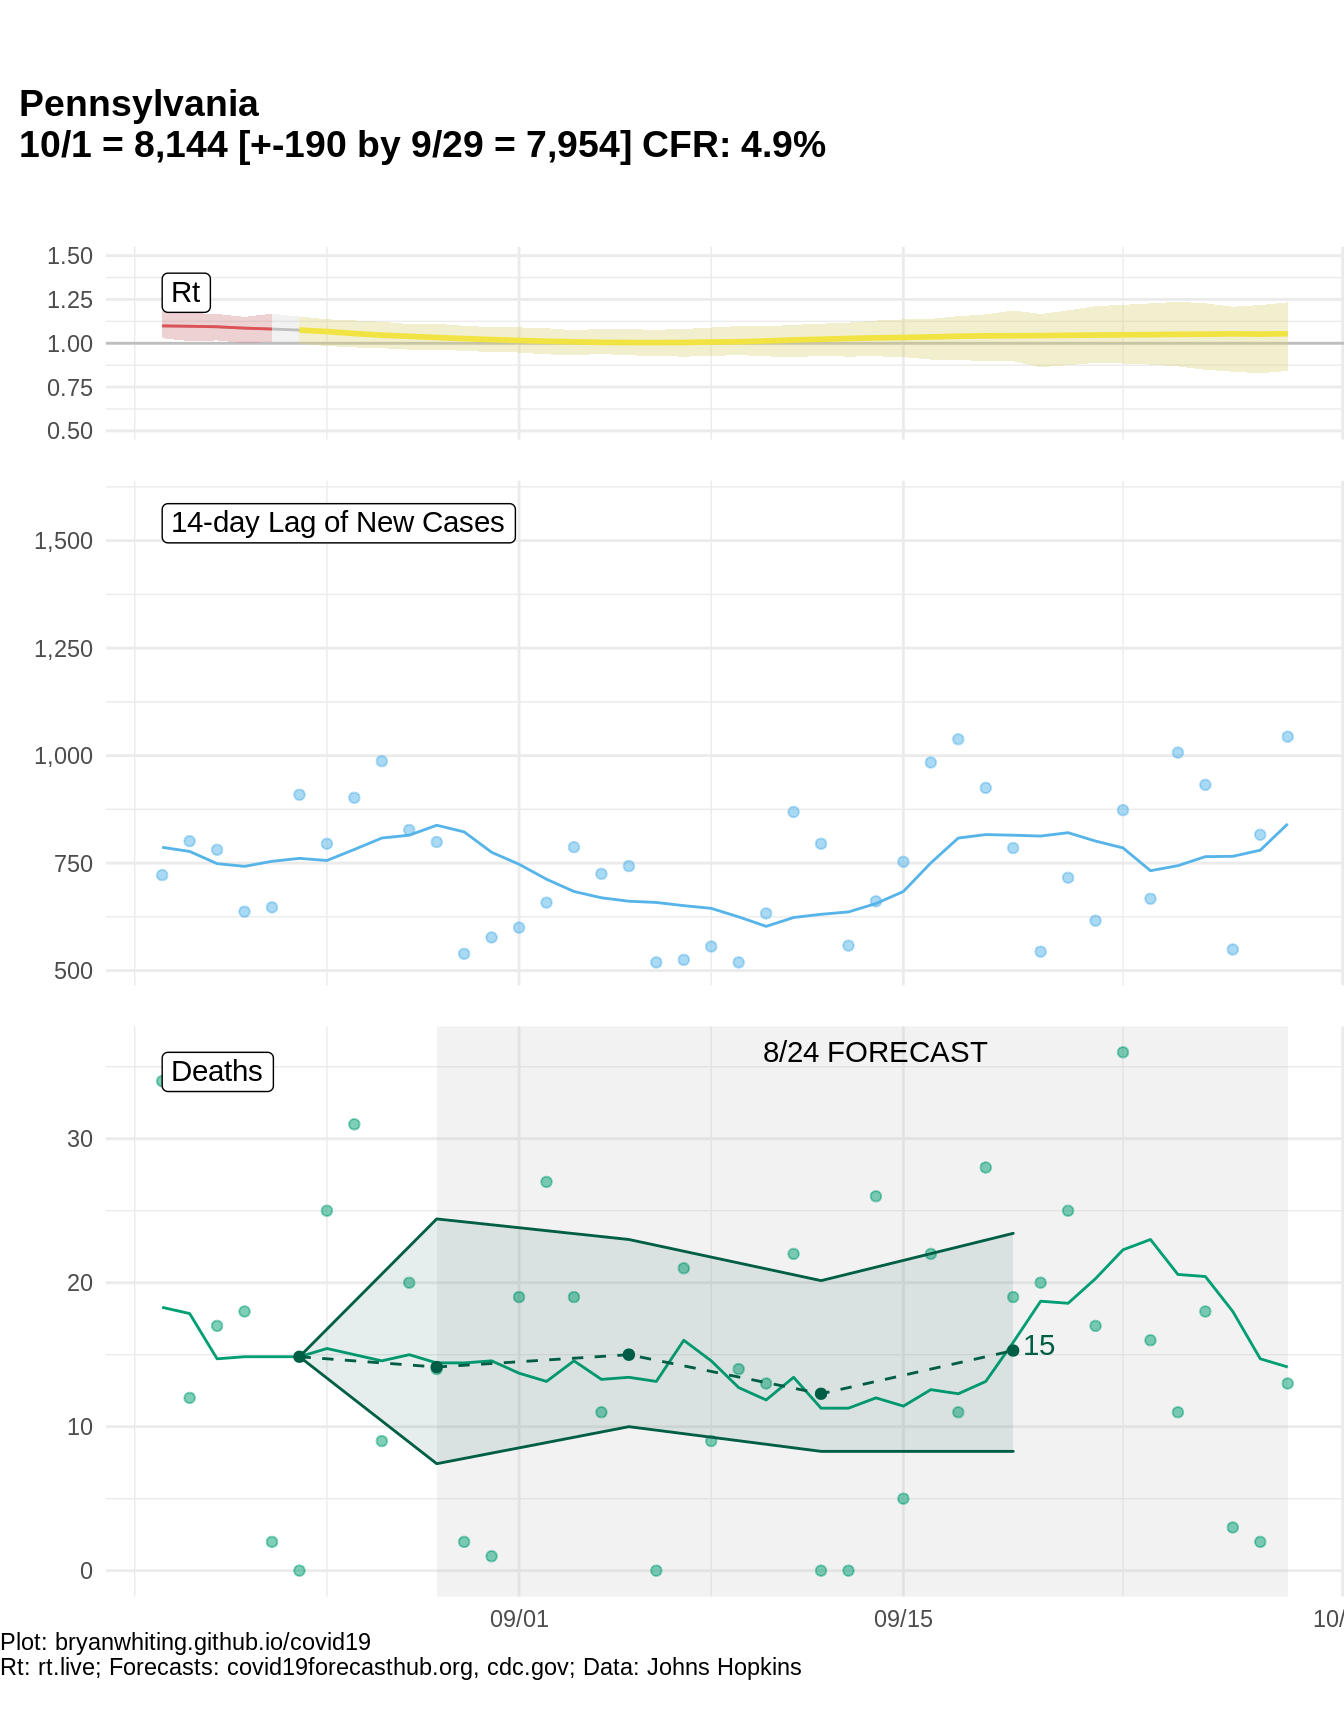 Pennsylvania
10/1 = 8,144 [+-190 by 9/29 = 7,954] CFR: 4.9%
1.50
Rt
1.25
1.00
0.75
0.50
14-day Lag of New Cases
1,500
1,250
1,000
750
500
8/24 FORECAST
Deaths
30
20
15
10
0
09/01
09/15
10/
Plot: bryanwhiting.github.io/covid19
Rt: rt.live; Forecasts: covid19forecasthub.org, cdc.gov; Data: Johns Hopkins